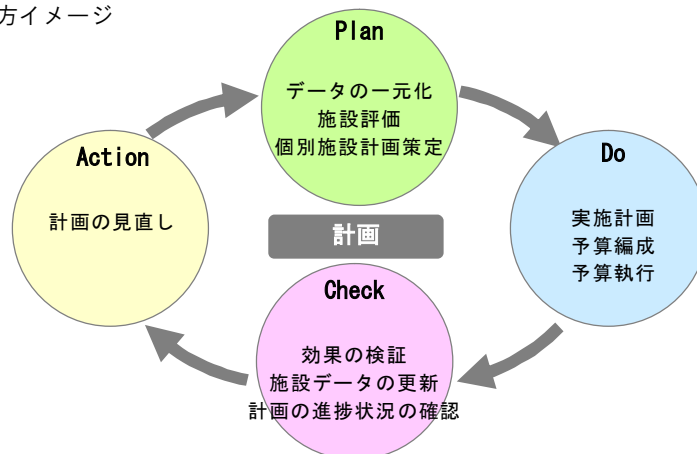 方イメージ
Plan
データの一元化
施設評価
個別施設計画策定
Action
計画の見直し
Do
実施計画
予算編成
予算執行
計画
Check
効果の検証
施設データの更新
計画の進捗状況の確認